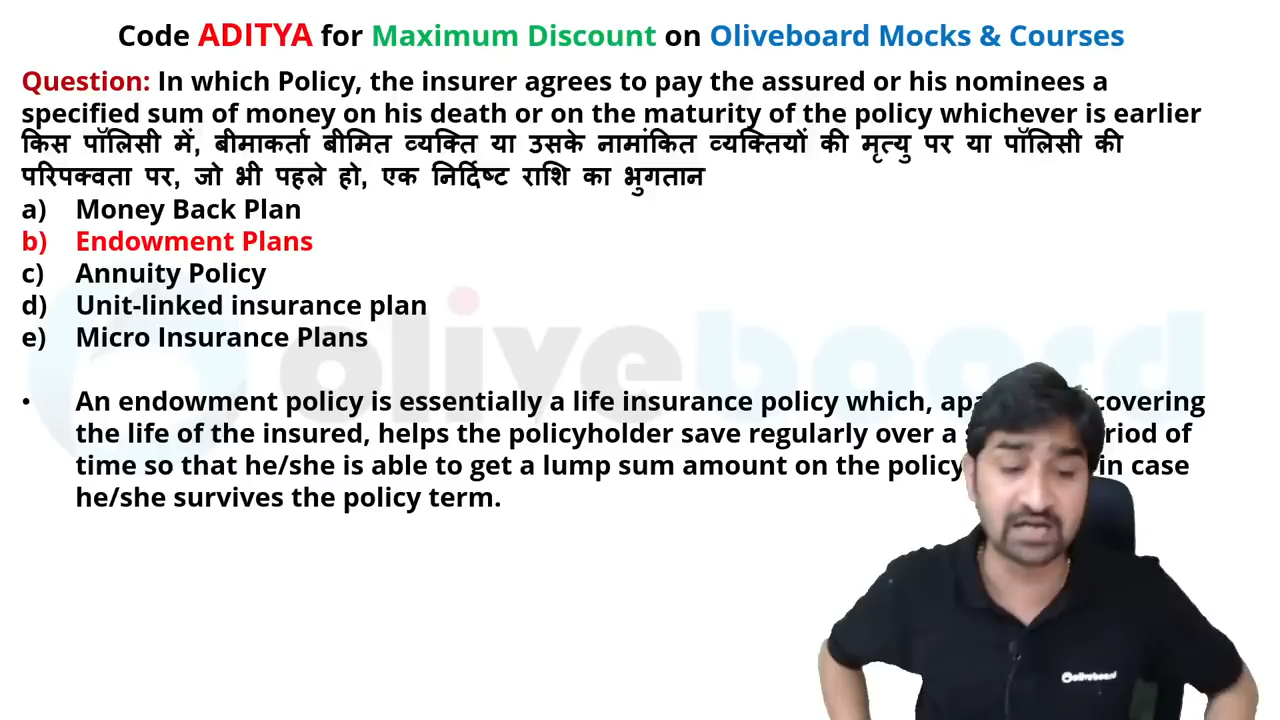 Code ADITYA for Maximum Discount on Oliveboard Mocks & Courses
Question: In which Policy, the insurer agrees to pay the assured or his nominees a
specified sum of money on his death or on the maturity of the policy whichever is earlier
किस पॉलिसी में, बीमाकर्ता बीमित व्यक्ति या उसके नामांकित व्यक्तियों की मृत्यु पर या पॉलिसी की
परिपक्वता पर, जो भी पहले हो, एक निर्दिष्ट राशि का भुगतान
a) Money Back Plan
b) Endowment Plans
c) Annuity Policy
d) Unit-linked insurance plan
e) Micro Insurance Plans
oliveboard
• An endowment policy is essentially a life insurance policy which, covering
the life of the insured, helps the policyholder save regularly over a of
time so that he/she is able to get a lump sum amount on the policy in case
he/she survives the policy term.
oliveboard